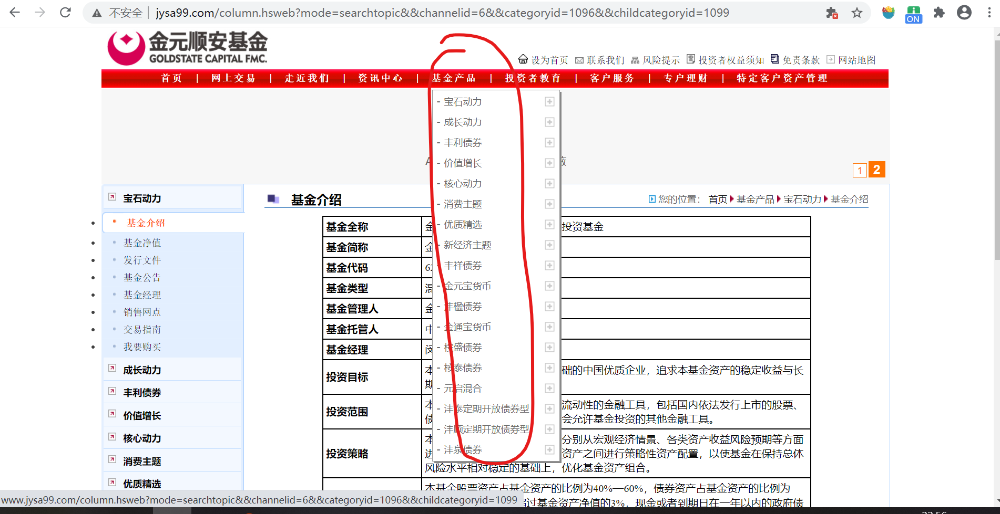 不安全 | jysa99.com/column.hsweb?mode=searchtopic&&channelid=6&&categoryid=1096&&childcategoryid=1099
ON
金元顺安基金
GOLDSTATE CAPITAL FMC.
设为首页 联系我们 风险提示 投资者权益须知 免责条款 网站地图
首页 | 网上交易 | 走近我们 | 资讯中心 | 基金产品 | 投资者教育 | 客户服务 | 专户理财 | 特定客户资产管理
- 宝石动力
- 成长动力
- 丰利债券
- 价值增长
- 核心动力
- 消费主题
- 优质精选
- 新经济主题
- 丰祥债券
- 金元宝货币
- 沣楹债券
- 金通宝货币
- 桉盛债券
- 桉泰债券
- 元启混合
- 沣泰定期开放债券型
- 沣顺定期开放债券型
- 沣泉债券
A
蔽
1 2
宝石动力
基金介绍
基金净值
发行文件
基金公告
基金经理
销售网点
交易指南
我要购买
成长动力
丰利债券
价值增长
核心动力
消费主题
优质精选
基金介绍
您的位置： 首页 基金产品 宝石动力 基金介绍
基金全称 金 投资基金
基金简称 金
基金代码 62
基金类型 混
基金管理人 金
基金托管人 中
基金经理 闵
投资目标 本 础的中国优质企业，追求本基金资产的稳定收益与长
期
投资范围 本 流动性的金融工具，包括国内依法发行上市的股票、
债 会允许基金投资的其他金融工具。
投资策略 本 分别从宏观经济情景、各类资产收益风险预期等方面
进 资产之间进行策略性资产配置，以使基金在保持总体
风险水平相对稳定的基础上，优化基金资产组合。
本基金股票资产占基金资产的比例为40%—60%，债券资产占基金资产的比例为
过基金资产净值的3%，现金或者到期日在一年以内的政府债
www.jysa99.com/column.hsweb?mode=searchtopic&&channelid=6&&categoryid=1096&&childcategoryid=1099